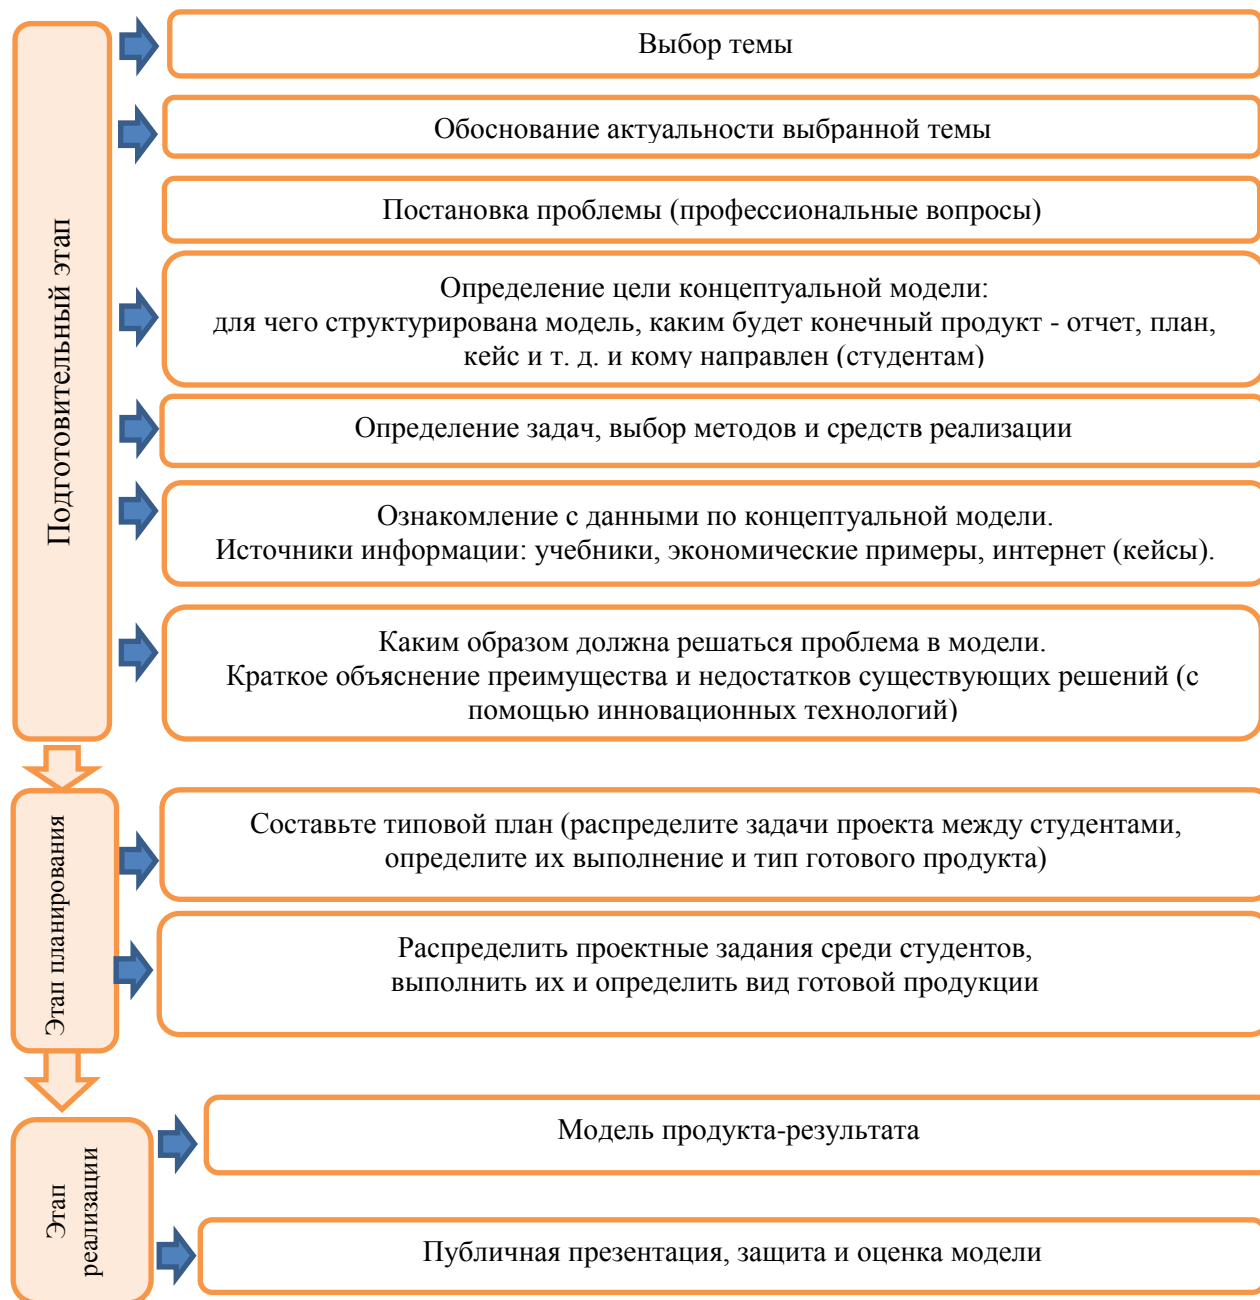 Подготовительный этап
Выбор темы
Обоснование актуальности выбранной темы
Постановка проблемы (профессиональные вопросы)
Определение цели концептуальной модели:
для чего структурирована модель, каким будет конечный продукт - отчет, план,
кейс и т. д. и кому направлен (студентам)
Определение задач, выбор методов и средств реализации
Ознакомление с данными по концептуальной модели.
Источники информации: учебники, экономические примеры, интернет (кейсы).
Каким образом должна решаться проблема в модели.
Краткое объяснение преимущества и недостатков существующих решений (с
помощью инновационных технологий)
Этап планирования
Составьте типовой план (распределите задачи проекта между студентами,
определите их выполнение и тип готового продукта)
Распределить проектные задания среди студентов,
выполнить их и определить вид готовой продукции
Этап
реализации
Модель продукта-результата
Публичная презентация, защита и оценка модели